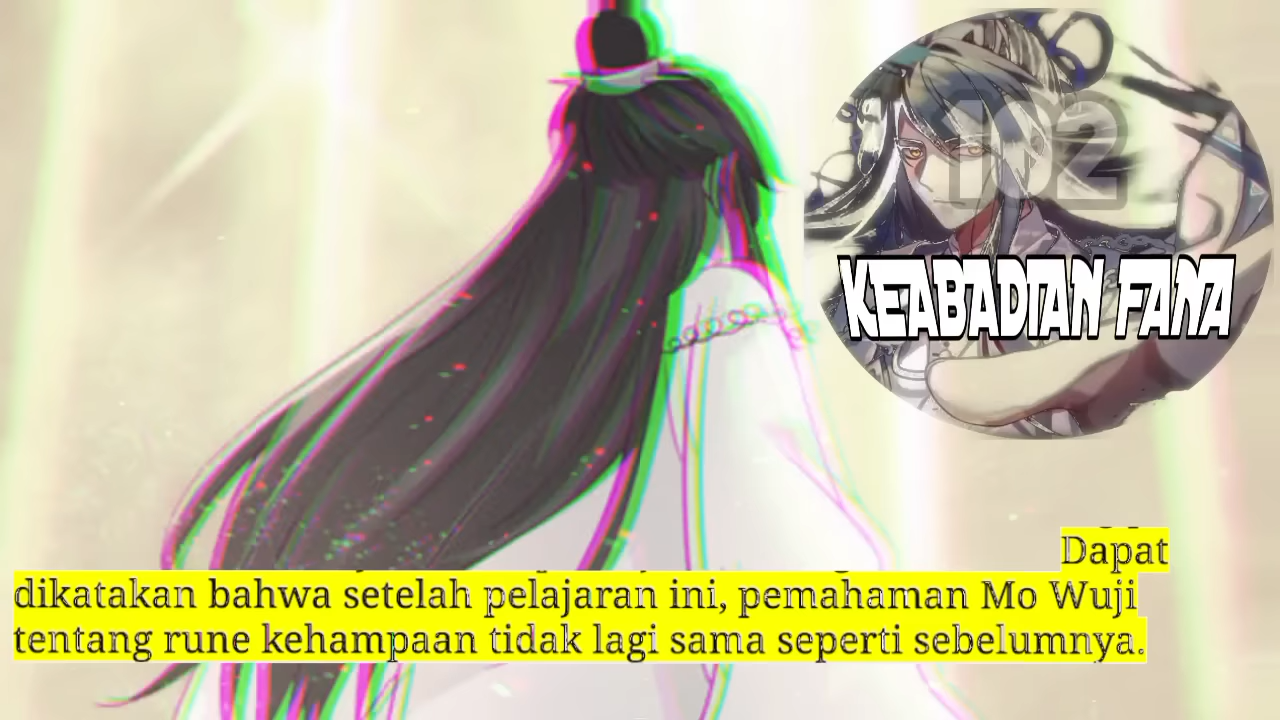 102
KEABADIAN FANA
Dapat
dikatakan bahwa setelah pelajaran ini, pemahaman Mo Wuji
tentang rune kehampaan tidak lagi sama seperti sebelumnya.